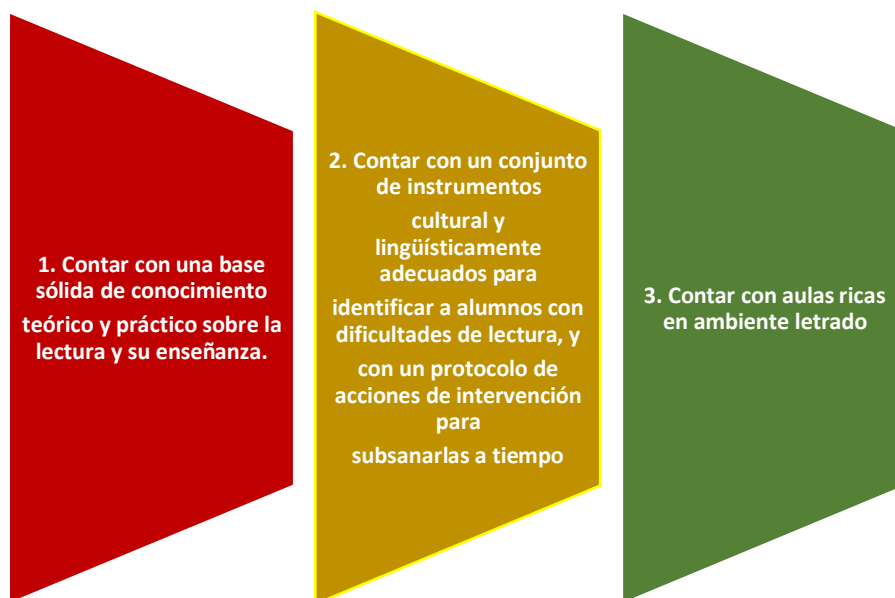 1. Contar con una base
sólida de conocimiento
teórico y práctico sobre la
lectura y su enseñanza.
2. Contar con un conjunto
de instrumentos
cultural y
lingüísticamente
adecuados para
identificar a alumnos con
dificultades de lectura, y
con un protocolo de
acciones de intervención
para
subsanarlas a tiempo
3. Contar con aulas ricas
en ambiente letrado